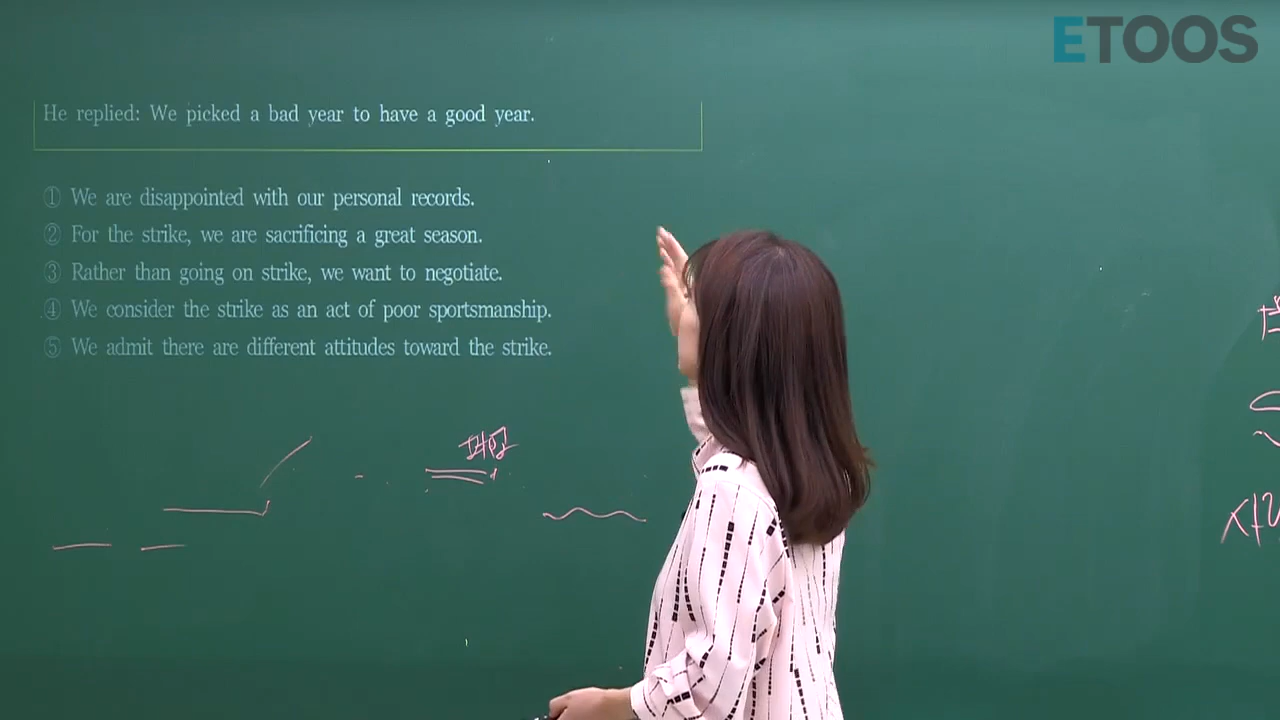 ETOOS
He replied: We picked a bad year to have a good year.
① We are disappointed with our personal records.
② For the strike, we are sacrificing a great season.
③ Rather than going on strike, we want to negotiate.
④ We consider the strike as an act of poor sportsmanship.
⑤ We admit there are different attitudes toward the strike.
파업